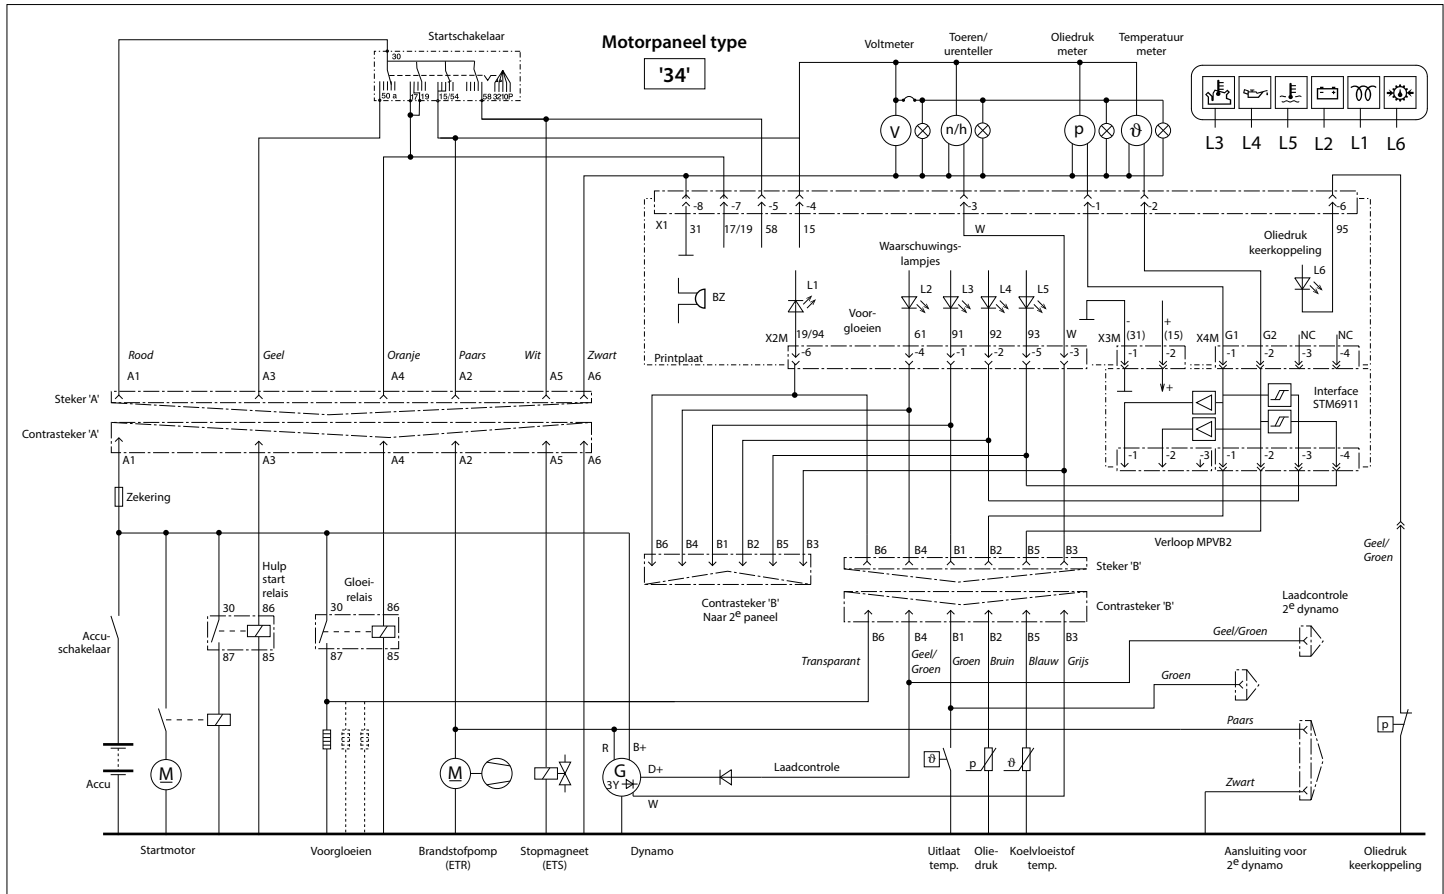 Startschakelaar
30
50 a
17 19
15/54
58
3210P
Motorpaneel type
'34'
Voltmeter
Toeren/
urenteller
Oliedruk
meter
Temperatuur
meter
V
n/h
p
ϑ
L3 L4 L5 L2 L1 L6
X1
-8 -7 -5 -4 -3 -1 -2 -6
31 17/19 58 15 W 95
Oliedruk
keerkoppeling
L6
Waarschuwings-
lampjes
BZ
L1 L2 L3 L4 L5
Voor-
gloeien
X2M 19/94 61 91 92 93 W
-6 -4 -1 -2 -5 -3
X3M - (31) + (15)
-1 -2
X4M G1 G2 NC NC
-1 -2 -3 -4
Printplaat
Interface
STM6911
+
-1 -2 -3 -1 -2 -3 -4
Rood Geel Oranje Paars Wit Zwart
A1 A3 A4 A2 A5 A6
Steker 'A'
Contrasteker 'A'
A1 A3 A4 A2 A5 A6
Zekering
B6 B4 B1 B2 B5 B3
Contrasteker 'B'
Naar 2e paneel
B6 B4 B1 B2 B5 B3
Steker 'B'
Contrasteker 'B'
Verloop MPVB2
B6 B4 B1 B2 B5 B3
Transparant
Geel/
Groen
Groen Bruin Blauw Grijs
Geel/
Groen
Laadcontrole
2e dynamo
Geel/Groen
Groen
Paars
Zwart
Hulp
start
relais
30 86
87 85
Gloei-
relais
30 86
87 85
Accu-
schakelaar
Accu
M
M
R B+
G
3Y
D+
W
Laadcontrole
ϑ
p
ϑ
p
Startmotor
Voorgloeien
Brandstofpomp
(ETR)
Stopmagneet
(ETS)
Dynamo
Uitlaat
temp.
Olie-
druk
Koelvloeistof
temp.
Aansluiting voor
2e dynamo
Oliedruk
keerkoppeling